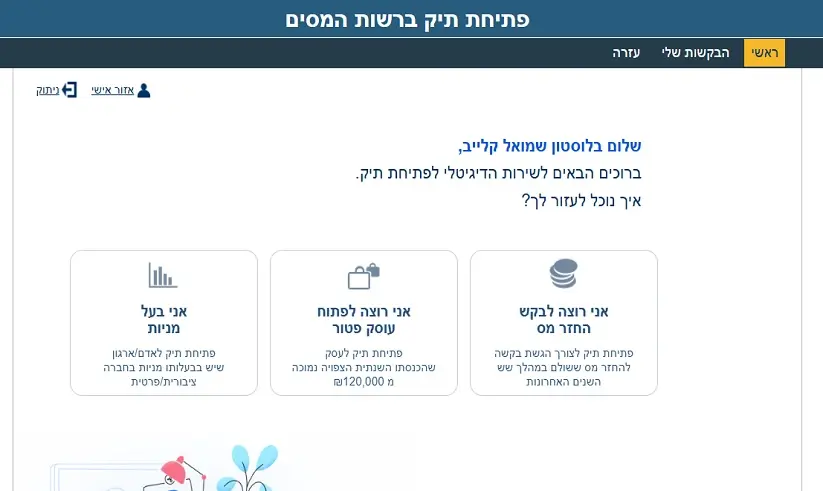 פתיחת תיק ברשות המסים
ראשי
הבקשות שלי
עזרה
אזור אישי
ניתוק
שלום בלוסטון שמואל קלייב,
ברוכים הבאים לשירות הדיגיטלי לפתיחת תיק.
איך נוכל לעזור לך?
אני רוצה לבקש
החזר מס
פתיחת תיק לצורך הגשת בקשה
להחזר מס ששולם במהלך שש
השנים האחרונות
אני רוצה לפתוח
עוסק פטור
פתיחת תיק לעסק
שהכנסתו השנתית הצפויה נמוכה
מ ₪120,000
אני בעל
מניות
פתיחת תיק לאדם/ארגון
שיש בבעלותו מניות בחברה
ציבורית/פרטית